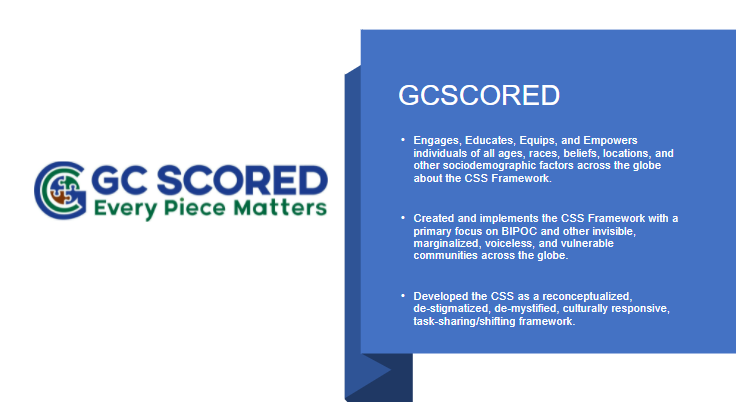 GC SCORED
Every Piece Matters
GCSCORED
• Engages, Educates, Equips, and Empowers
individuals of all ages, races, beliefs, locations, and
other sociodemographic factors across the globe
about the CSS Framework.
• Created and implements the CSS Framework with a
primary focus on BIPOC and other invisible,
marginalized, voiceless, and vulnerable
communities across the globe.
• Developed the CSS as a reconceptualized,
de-stigmatized, de-mystified, culturally responsive,
task-sharing/shifting framework.